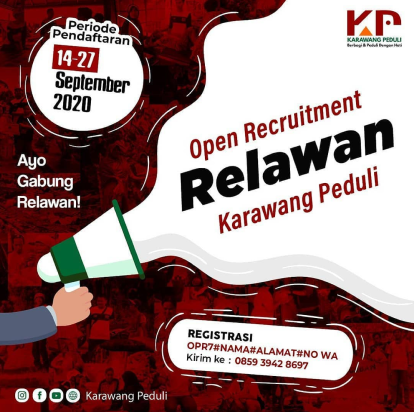 Periode
Pendaftaran
14-27
September
2020
KP
KARAWANG PEDULI
Berbagi & Peduli Dengan Hati
Ayo
Gabung
Relawan!
Open Recruitment
Relawan
Karawang Peduli
REGISTRASI
OPR7#NAMA#ALAMAT#NO WA
Kirim ke : 0859 3942 8697
Karawang Peduli